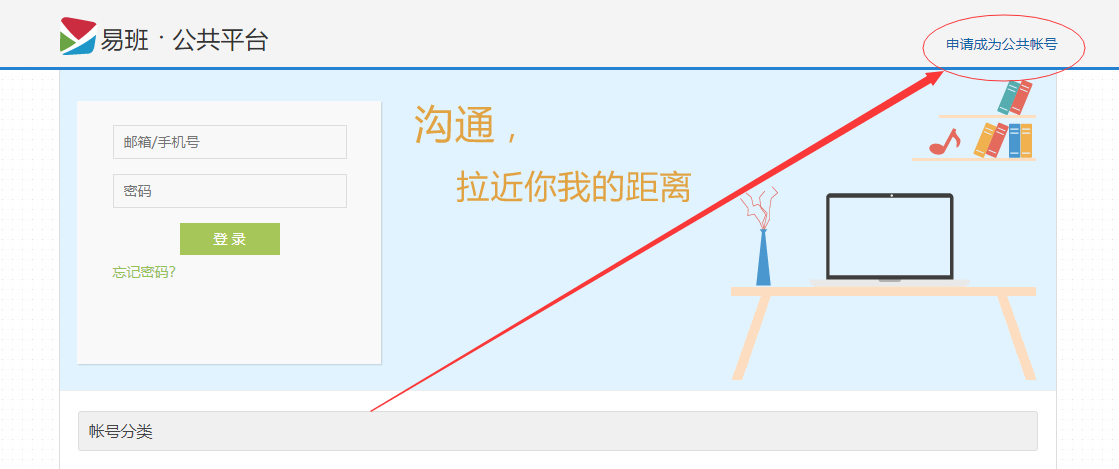 易班 · 公共平台
申请成为公共帐号
邮箱/手机号
密码
登 录
忘记密码?
沟通，
拉近你我的距离
帐号分类